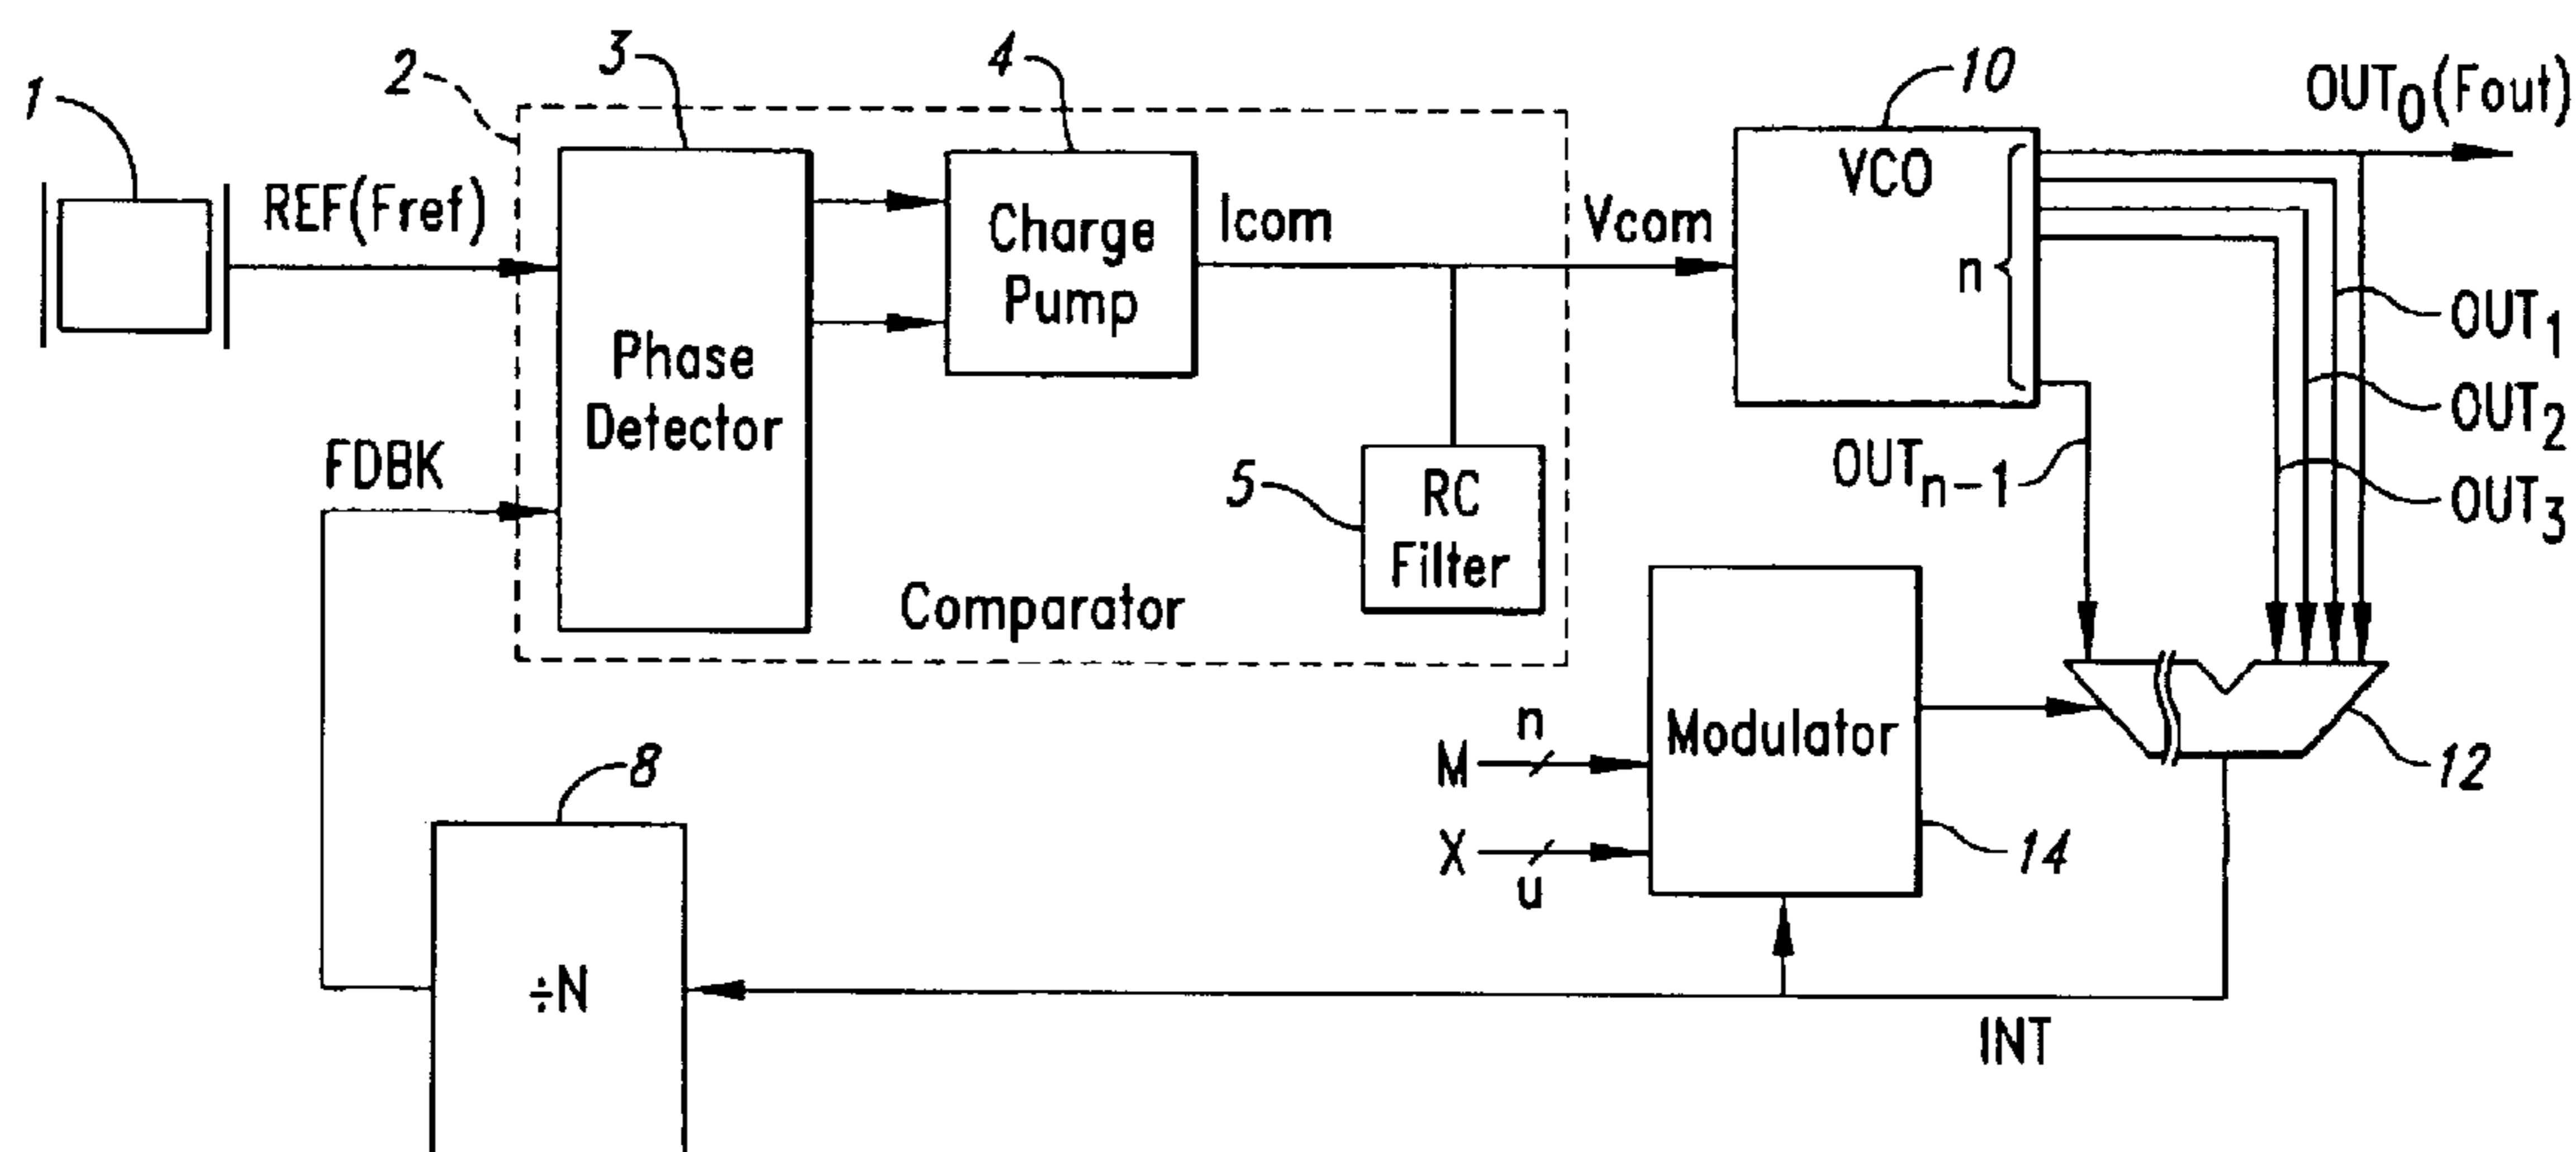 1
2
3
4
10
OUT0(Fout)
REF(Fref)
Phase
Detector
Charge
Pump
Icom
Vcom
VCO
n
OUT1
OUT2
OUT3
OUTn-1
FDBK
5
RC
Filter
Comparator
Modulator
M
n
X
u
14
12
8
÷N
INT